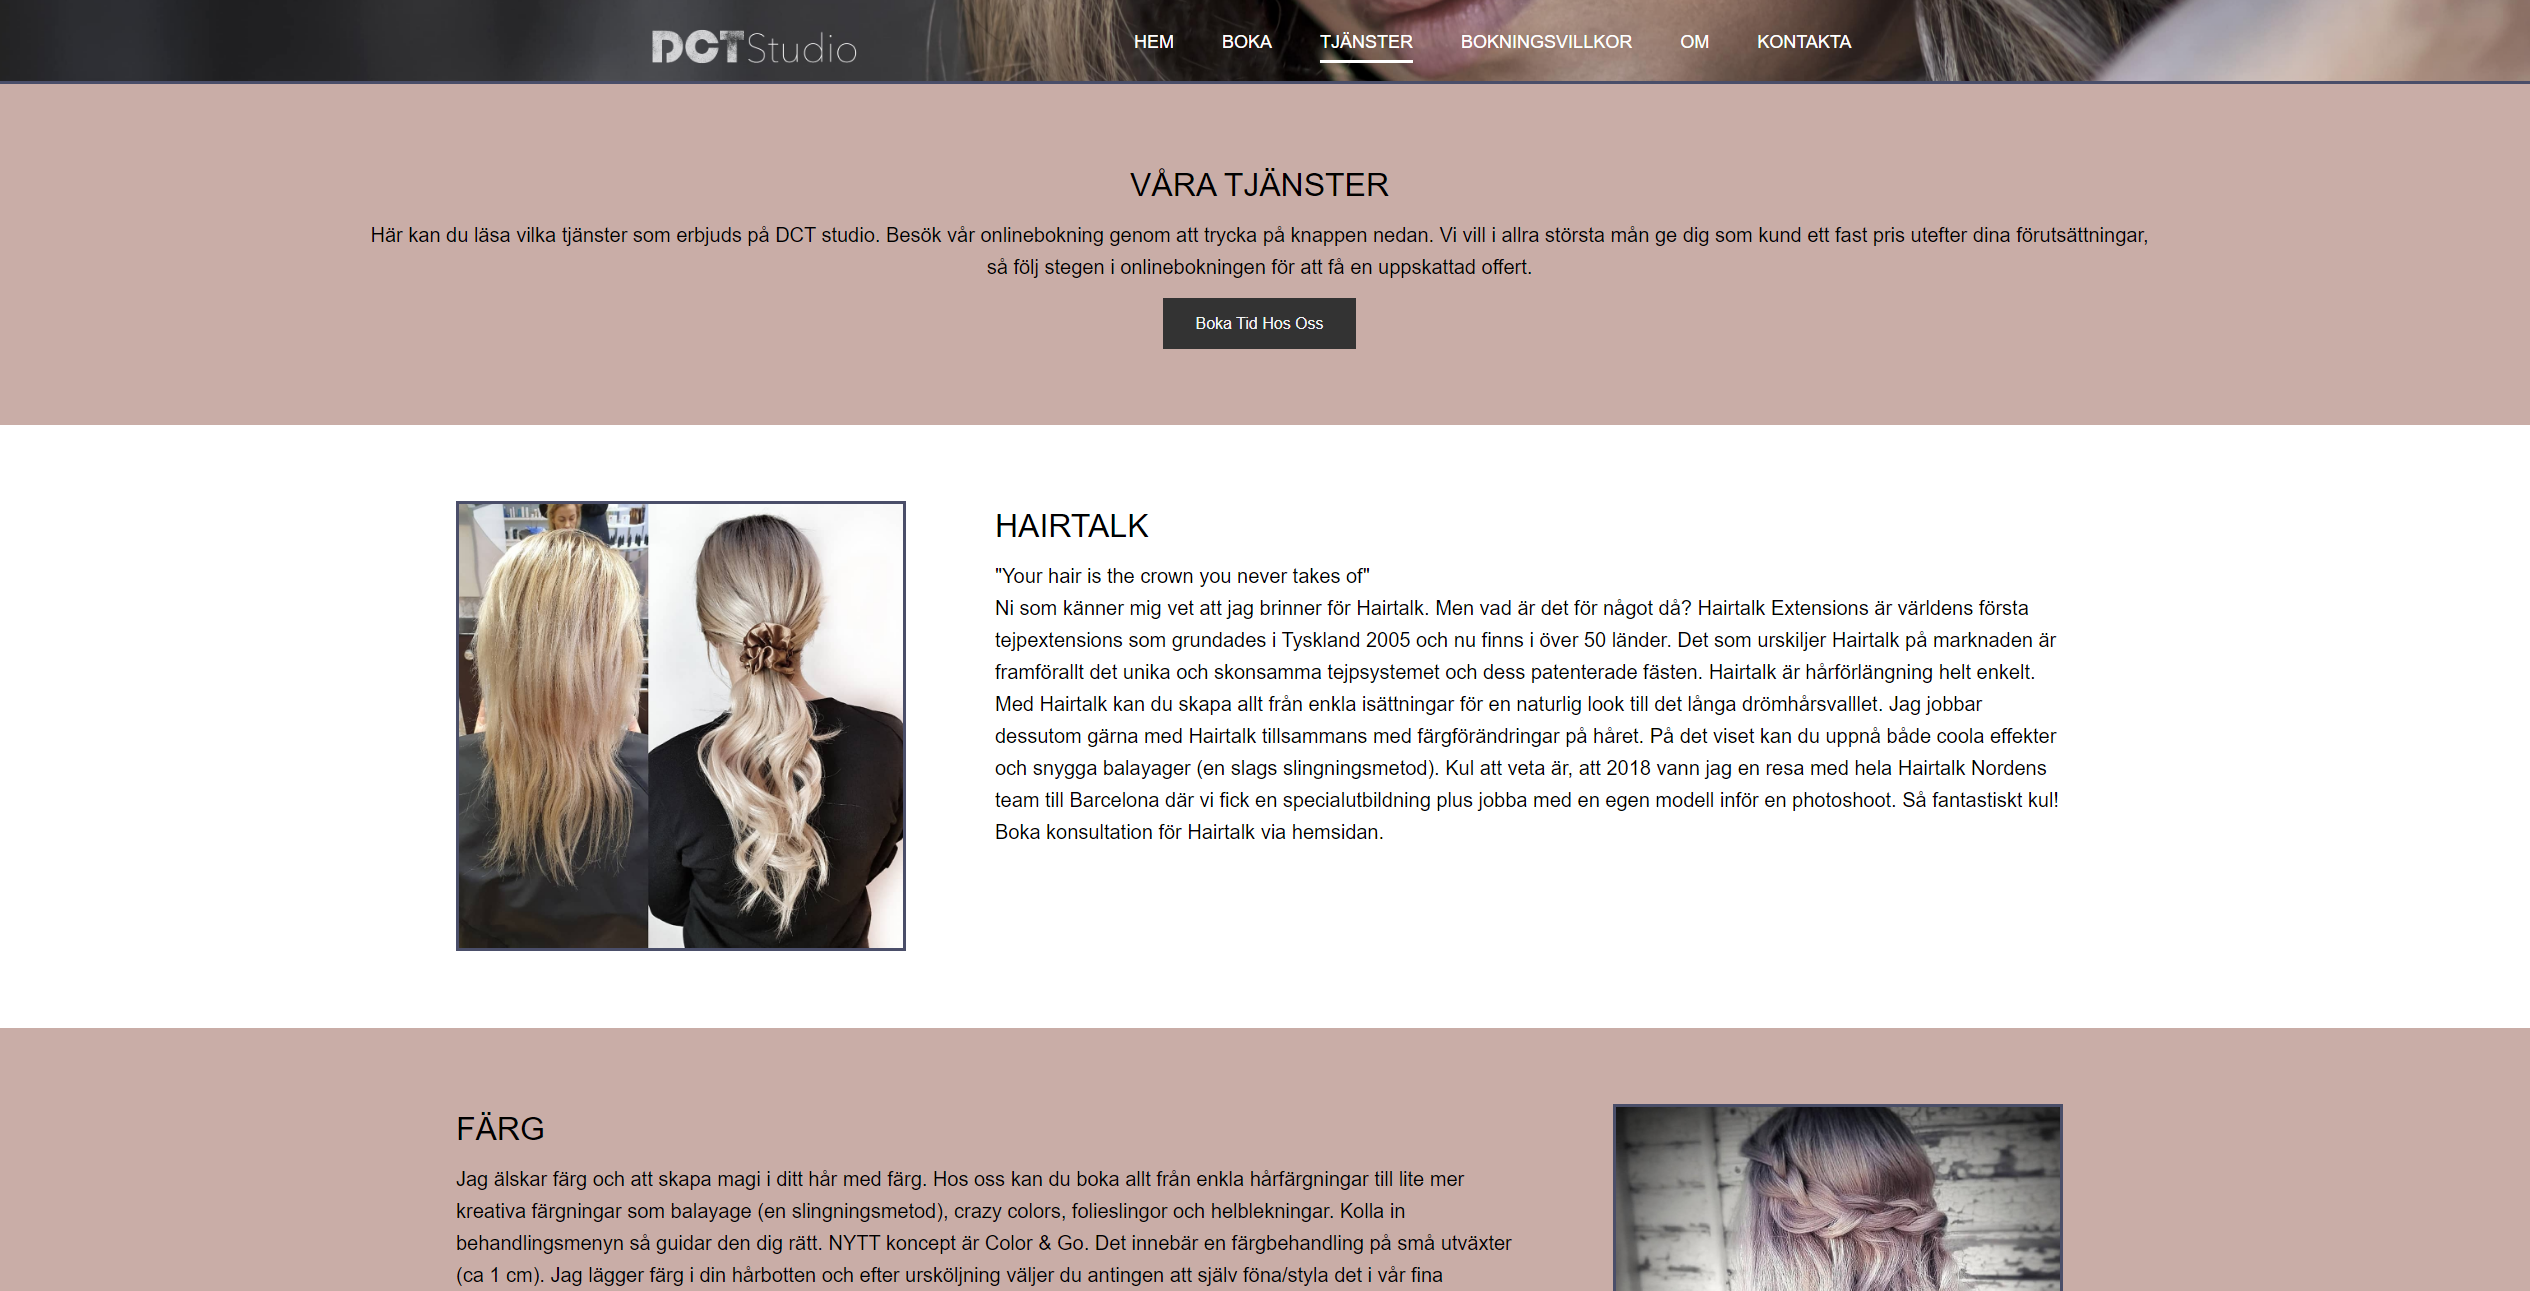 DCTStudio
HEM BOKA TJÄNSTER BOKNINGSVILLKOR OM KONTAKTA
VÅRA TJÄNSTER
Här kan du läsa vilka tjänster som erbjuds på DCT studio. Besök vår onlinebokning genom att trycka på knappen nedan. Vi vill i allra största mån ge dig som kund ett fast pris utefter dina förutsättningar,
så följ stegen i onlinebokningen för att få en uppskattad offert.
Boka Tid Hos Oss
HAIRTALK
"Your hair is the crown you never takes of"
Ni som känner mig vet att jag brinner för Hairtalk. Men vad är det för något då? Hairtalk Extensions är världens första
tejpextensions som grundades i Tyskland 2005 och nu finns i över 50 länder. Det som urskiljer Hairtalk på marknaden är
framförallt det unika och skonsamma tejpsystemet och dess patenterade fästen. Hairtalk är hårförlängning helt enkelt.
Med Hairtalk kan du skapa allt från enkla isättningar för en naturlig look till det långa drömhårsvalllet. Jag jobbar
dessutom gärna med Hairtalk tillsammans med färgförändringar på håret. På det viset kan du uppnå både coola effekter
och snygga balayager (en slags slingningsmetod). Kul att veta är, att 2018 vann jag en resa med hela Hairtalk Nordens
team till Barcelona där vi fick en specialutbildning plus jobba med en egen modell inför en photoshoot. Så fantastiskt kul!
Boka konsultation för Hairtalk via hemsidan.
FÄRG
Jag älskar färg och att skapa magi i ditt hår med färg. Hos oss kan du boka allt från enkla hårfärgningar till lite mer
kreativa färgningar som balayage (en slingningsmetod), crazy colors, folieslingor och helblekningar. Kolla in
behandlingsmenyn så guidar den dig rätt. NYTT koncept är Color & Go. Det innebär en färgbehandling på små utväxter
(ca 1 cm). Jag lägger färg i din hårbotten och efter ursköljning väljer du antingen att själv föna/styla det i vår fina